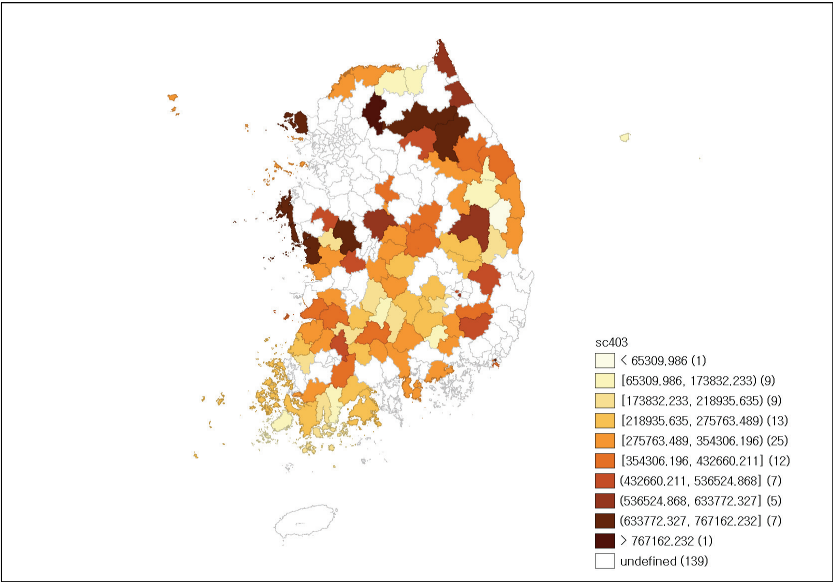 sc403
< 65309,986 (1)
[65309,986, 173832,233) (9)
[173832,233, 218935,635) (9)
[218935,635, 275763,489) (13)
[275763,489, 354306,196) (25)
[354306,196, 432660,211] (12)
(432660,211, 536524,868] (7)
(536524,868, 633772,327] (5)
(633772,327, 767162,232] (7)
> 767162,232 (1)
undefined (139)